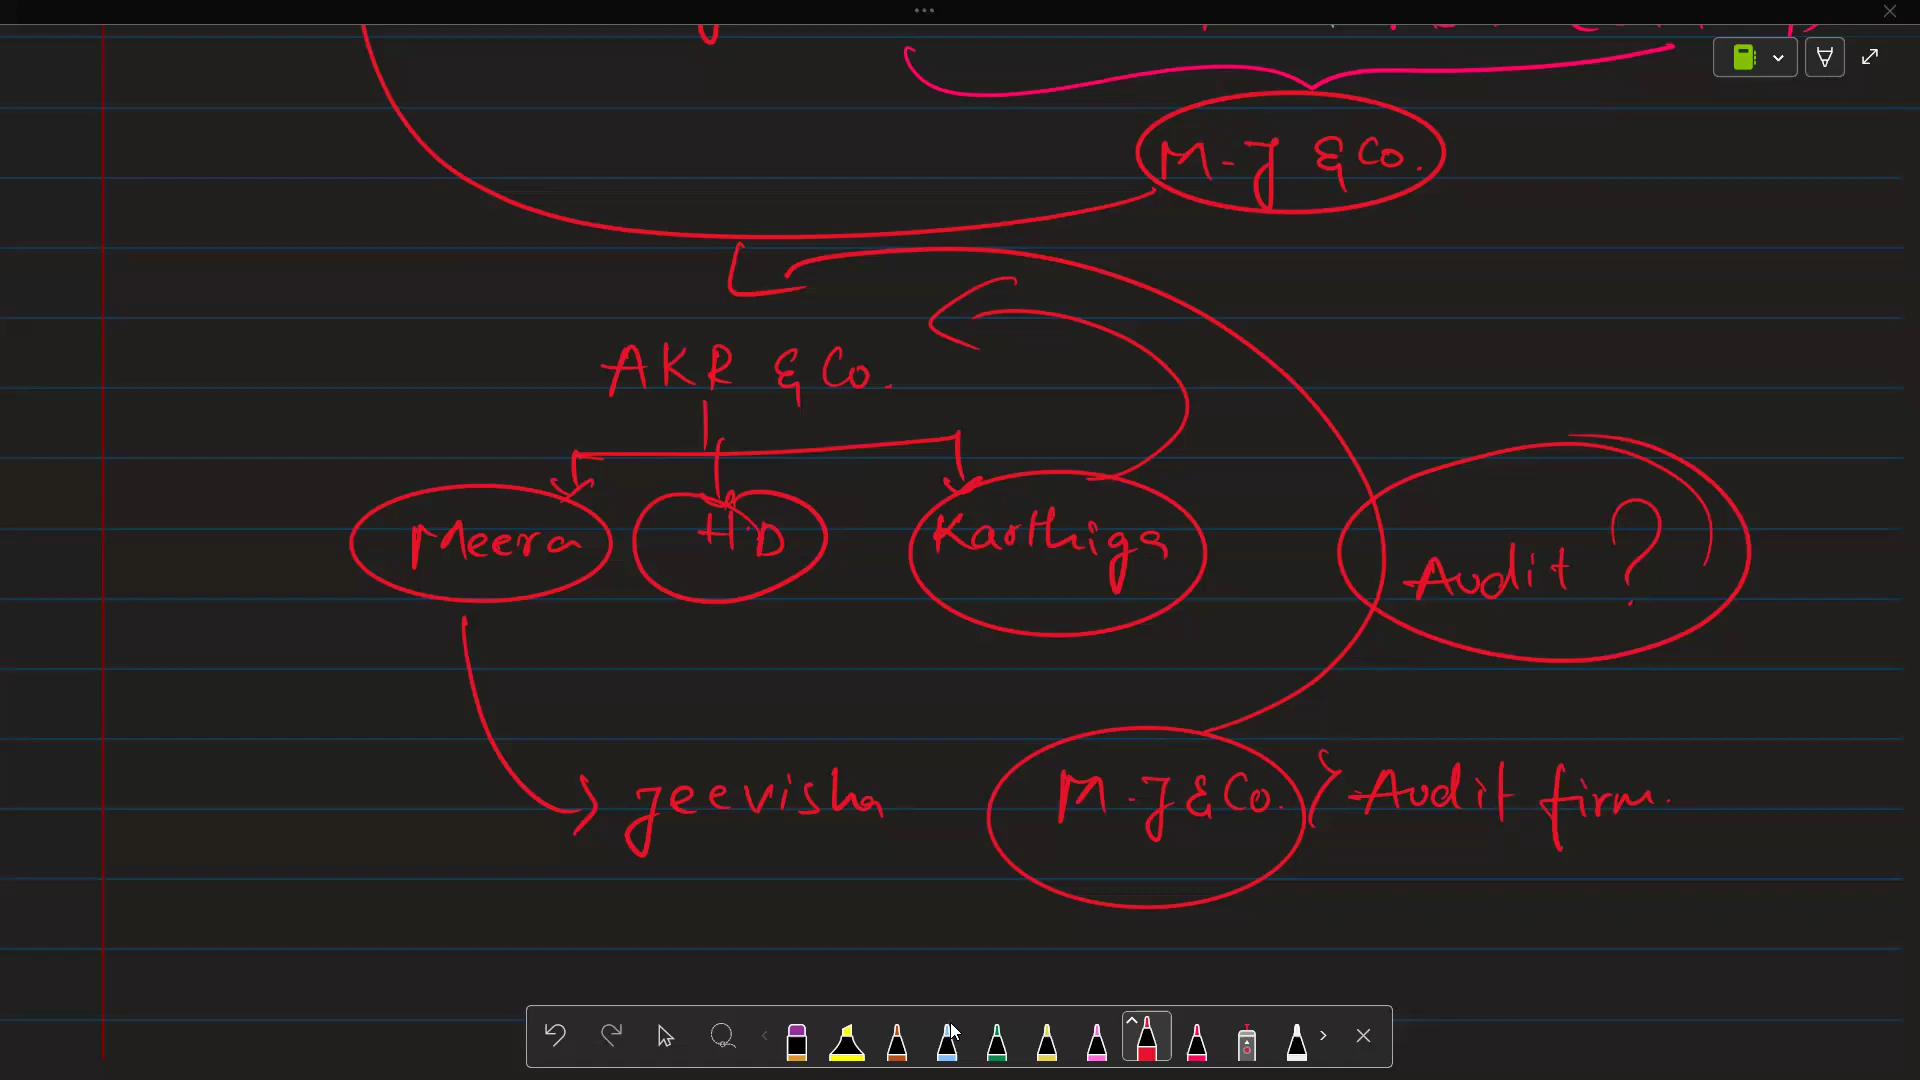 M-J & Co.
AKR & Co.
Meera HD Karthiga Audit ?
Jeevisha M-J & Co. Audit firm.